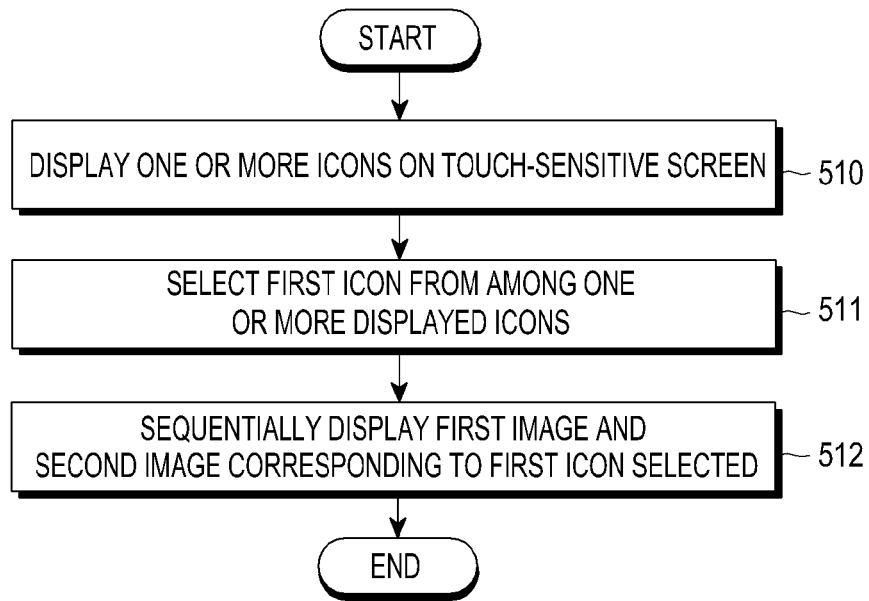 START
DISPLAY ONE OR MORE ICONS ON TOUCH-SENSITIVE SCREEN
510
SELECT FIRST ICON FROM AMONG ONE
OR MORE DISPLAYED ICONS
511
SEQUENTIALLY DISPLAY FIRST IMAGE AND
SECOND IMAGE CORRESPONDING TO FIRST ICON SELECTED
512
END